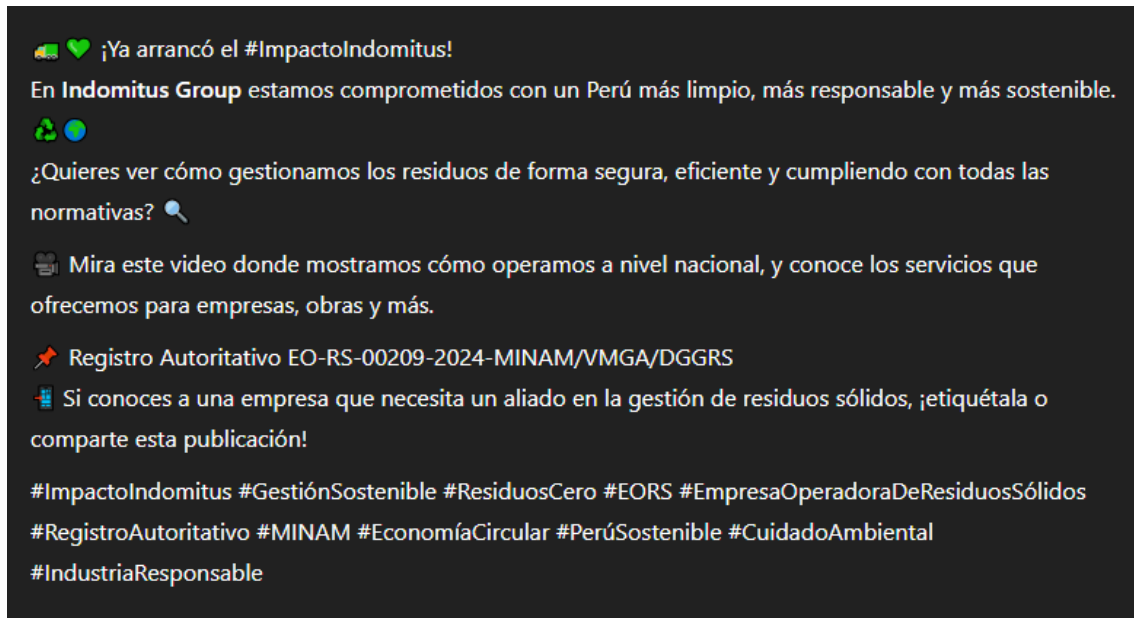 🚛💚 ¡Ya arrancó el #ImpactoIndomitus!
En Indomitus Group estamos comprometidos con un Perú más limpio, más responsable y más sostenible.
♻️🌍
¿Quieres ver cómo gestionamos los residuos de forma segura, eficiente y cumpliendo con todas las
normativas? 🔍
🎥 Mira este video donde mostramos cómo operamos a nivel nacional, y conoce los servicios que
ofrecemos para empresas, obras y más.
📌 Registro Autoritativo EO-RS-00209-2024-MINAM/VMGA/DGGRS
📲 Si conoces a una empresa que necesita un aliado en la gestión de residuos sólidos, ¡etiquétala o
comparte esta publicación!
#ImpactoIndomitus #GestiónSostenible #ResiduosCero #EORS #EmpresaOperadoraDeResiduosSólidos
#RegistroAutoritativo #MINAM #EconomíaCircular #PerúSostenible #CuidadoAmbiental
#IndustriaResponsable